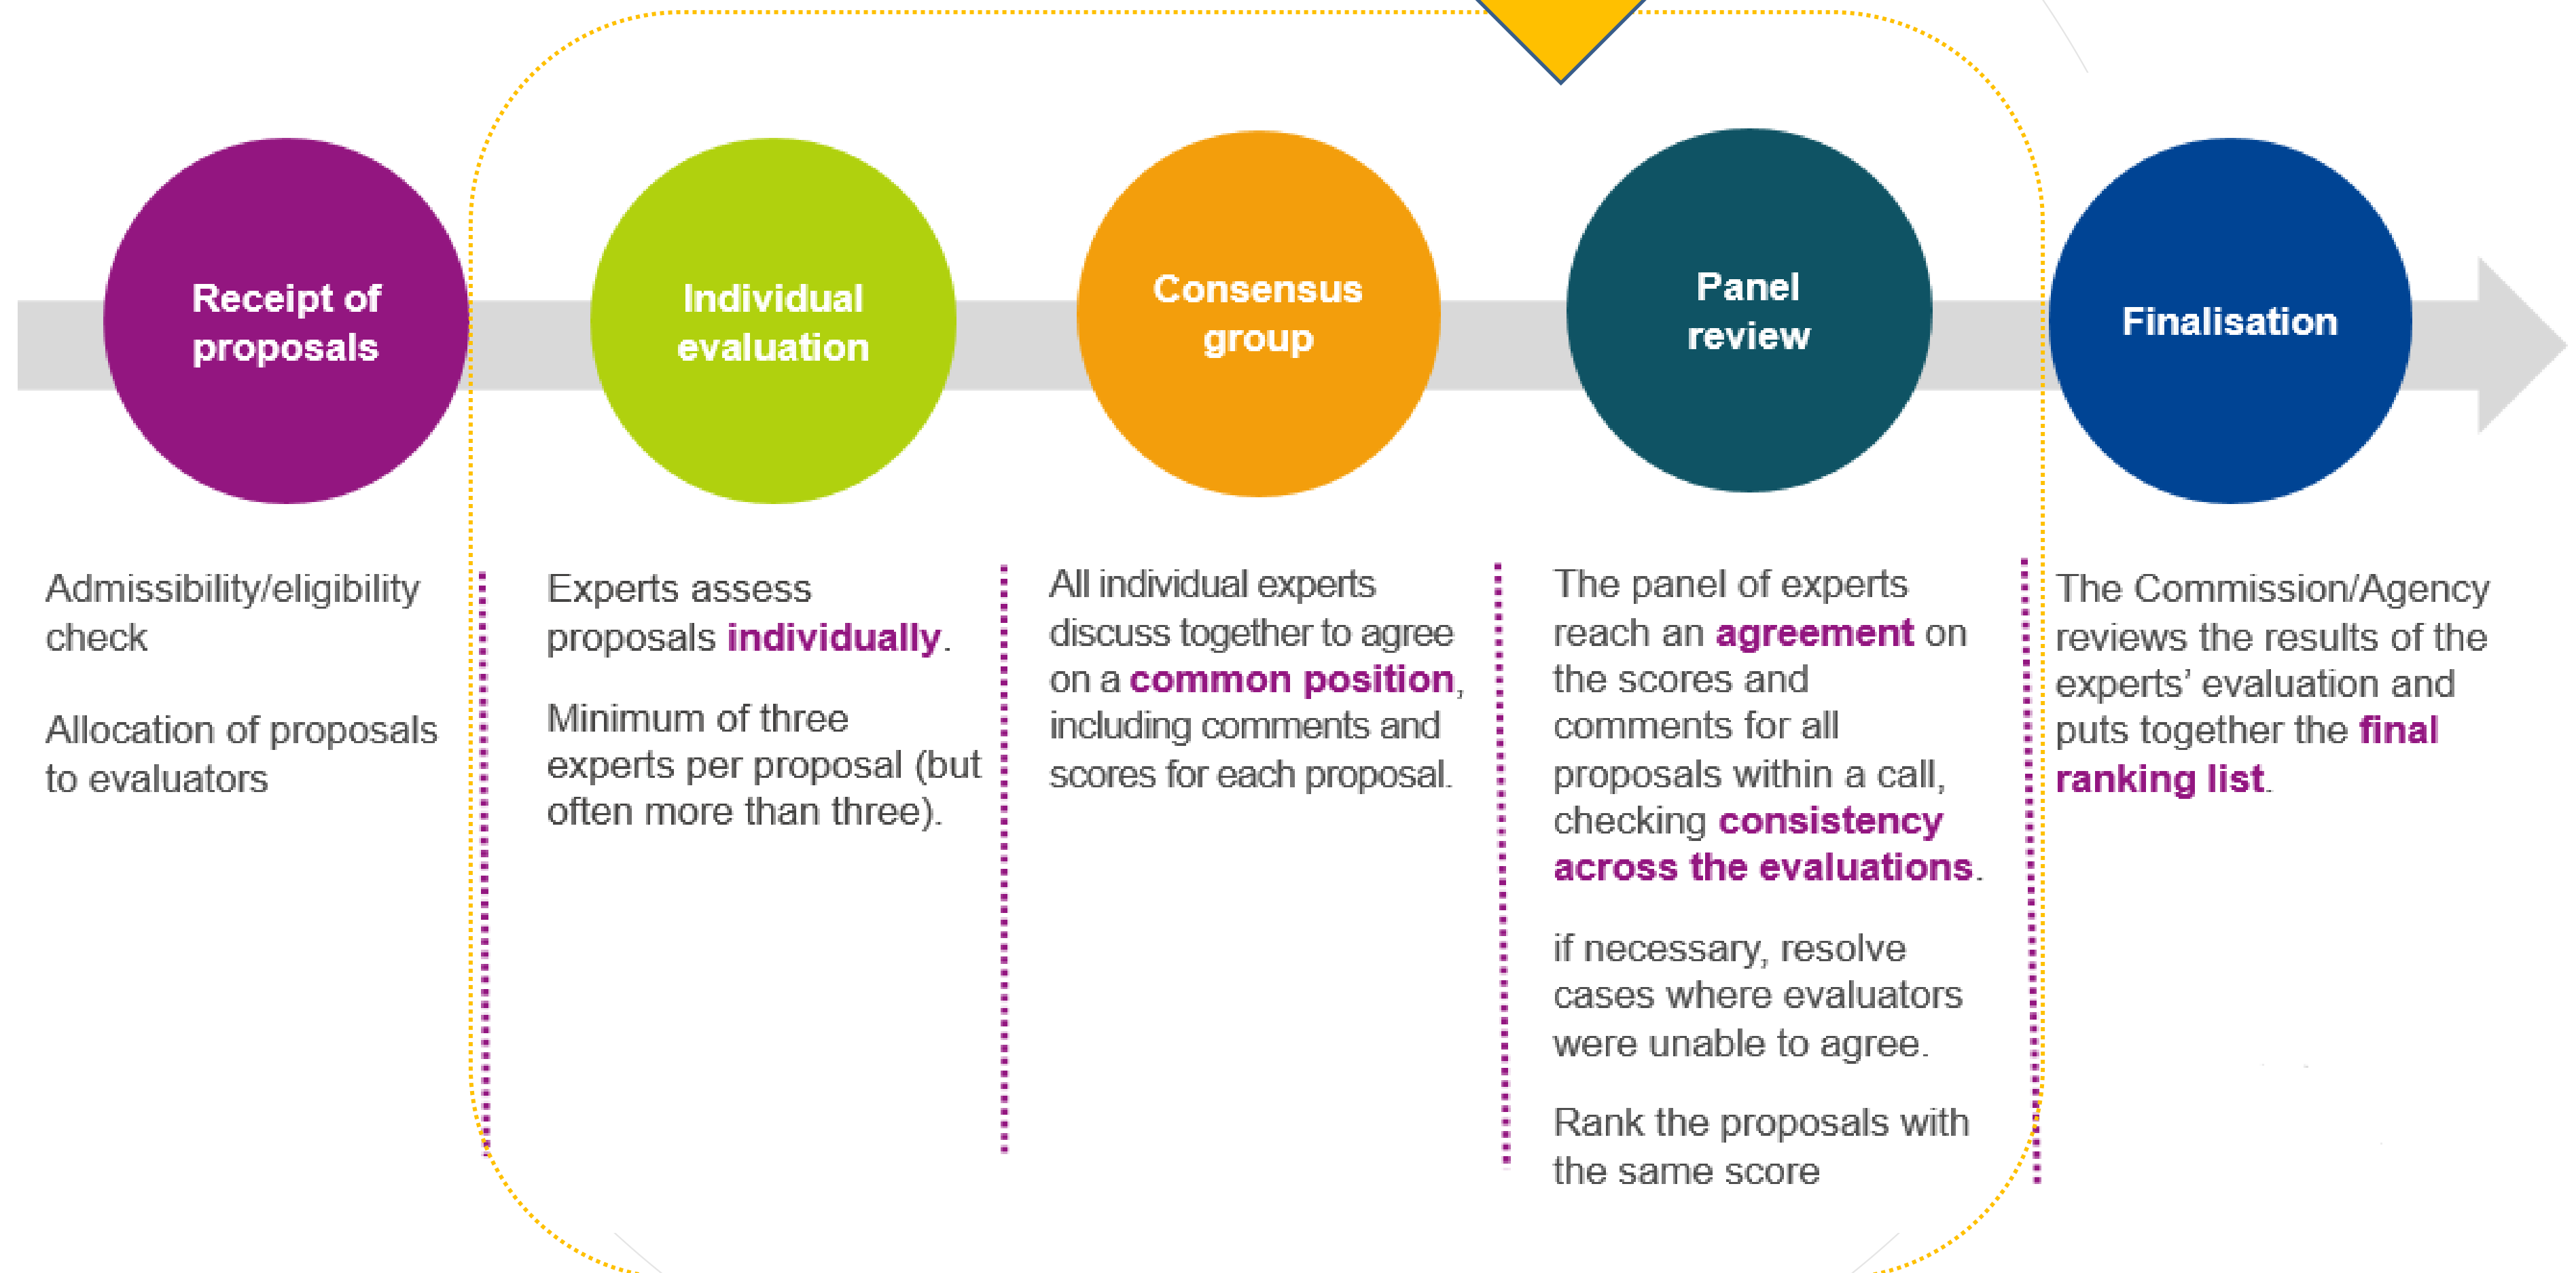 Receipt of
proposals
Individual
evaluation
Consensus
group
Panel
review
Finalisation
Admissibility/eligibility
check
Allocation of proposals
to evaluators
Experts assess
proposals individually.
Minimum of three
experts per proposal (but
often more than three).
All individual experts
discuss together to agree
on a common position,
including comments and
scores for each proposal.
The panel of experts
reach an agreement on
the scores and
comments for all
proposals within a call,
checking consistency
across the evaluations.
if necessary, resolve
cases where evaluators
were unable to agree.
Rank the proposals with
the same score
The Commission/Agency
reviews the results of the
experts’ evaluation and
puts together the final
ranking list.